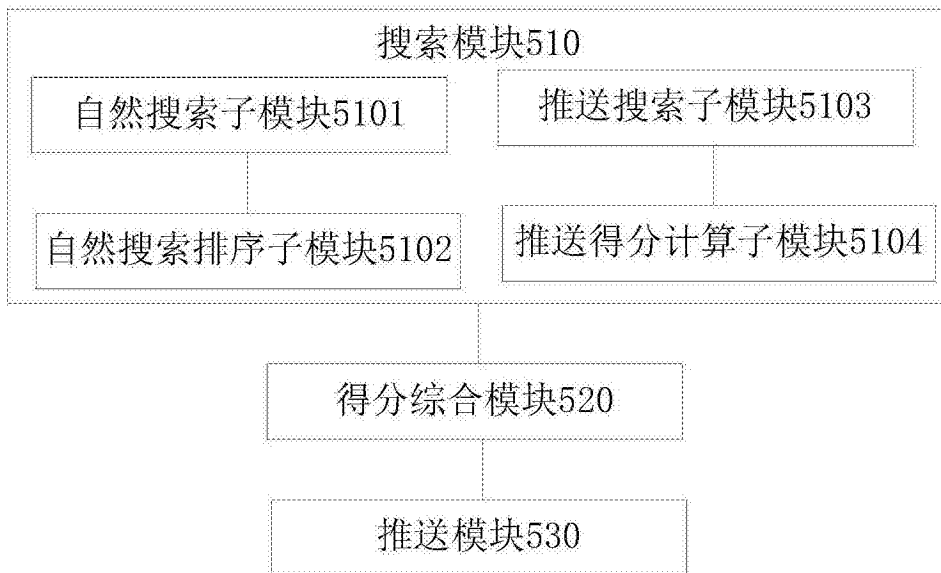 搜索模块510
自然搜索子模块5101
推送搜索子模块5103
自然搜索排序子模块5102
推送得分计算子模块5104
得分综合模块520
推送模块530